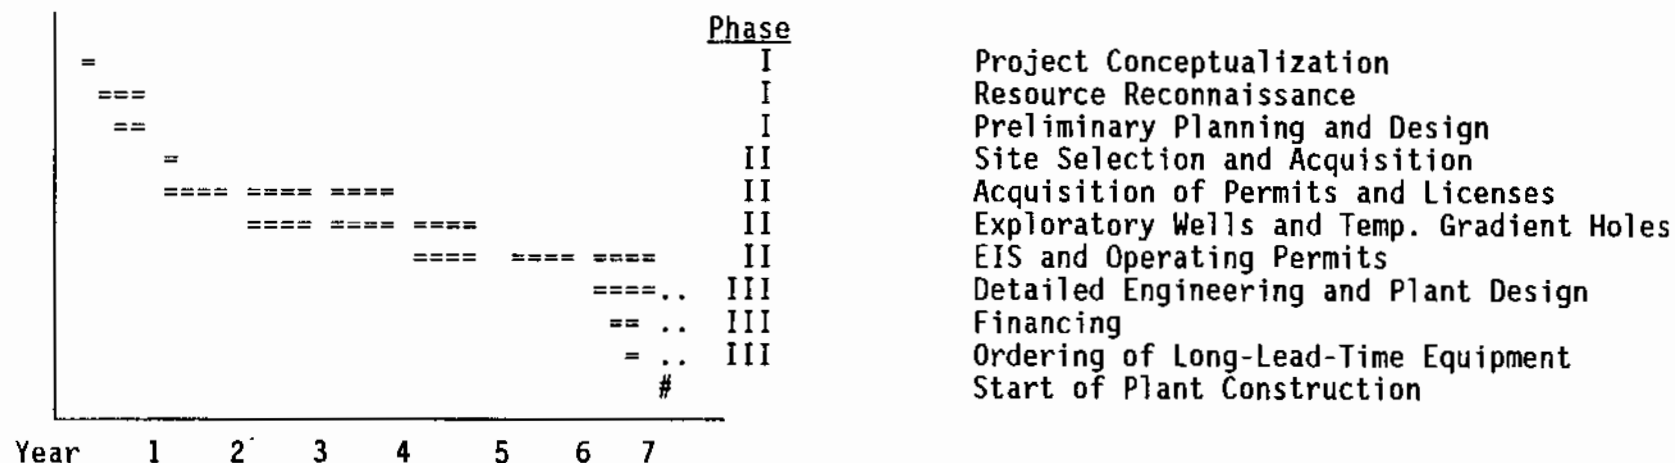 Phase
= I Project Conceptualization
=== I Resource Reconnaissance
== I Preliminary Planning and Design
= II Site Selection and Acquisition
==== ==== ==== II Acquisition of Permits and Licenses
==== ==== ==== II Exploratory Wells and Temp. Gradient Holes
==== ==== ==== II EIS and Operating Permits
====.. III Detailed Engineering and Plant Design
== .. III Financing
= .. III Ordering of Long-Lead-Time Equipment
# Start of Plant Construction
Year 1 2 3 4 5 6 7